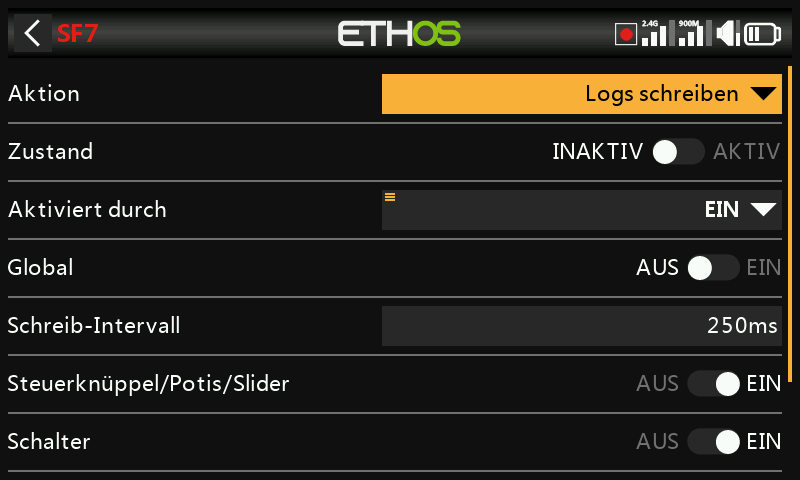 SF7 ETHOS 2.4G 900M
Aktion Logs schreiben
Zustand INAKTIV AKTIV
Aktiviert durch EIN
Global AUS EIN
Schreib-Intervall 250ms
Steuerknüppel/Potis/Slider AUS EIN
Schalter AUS EIN